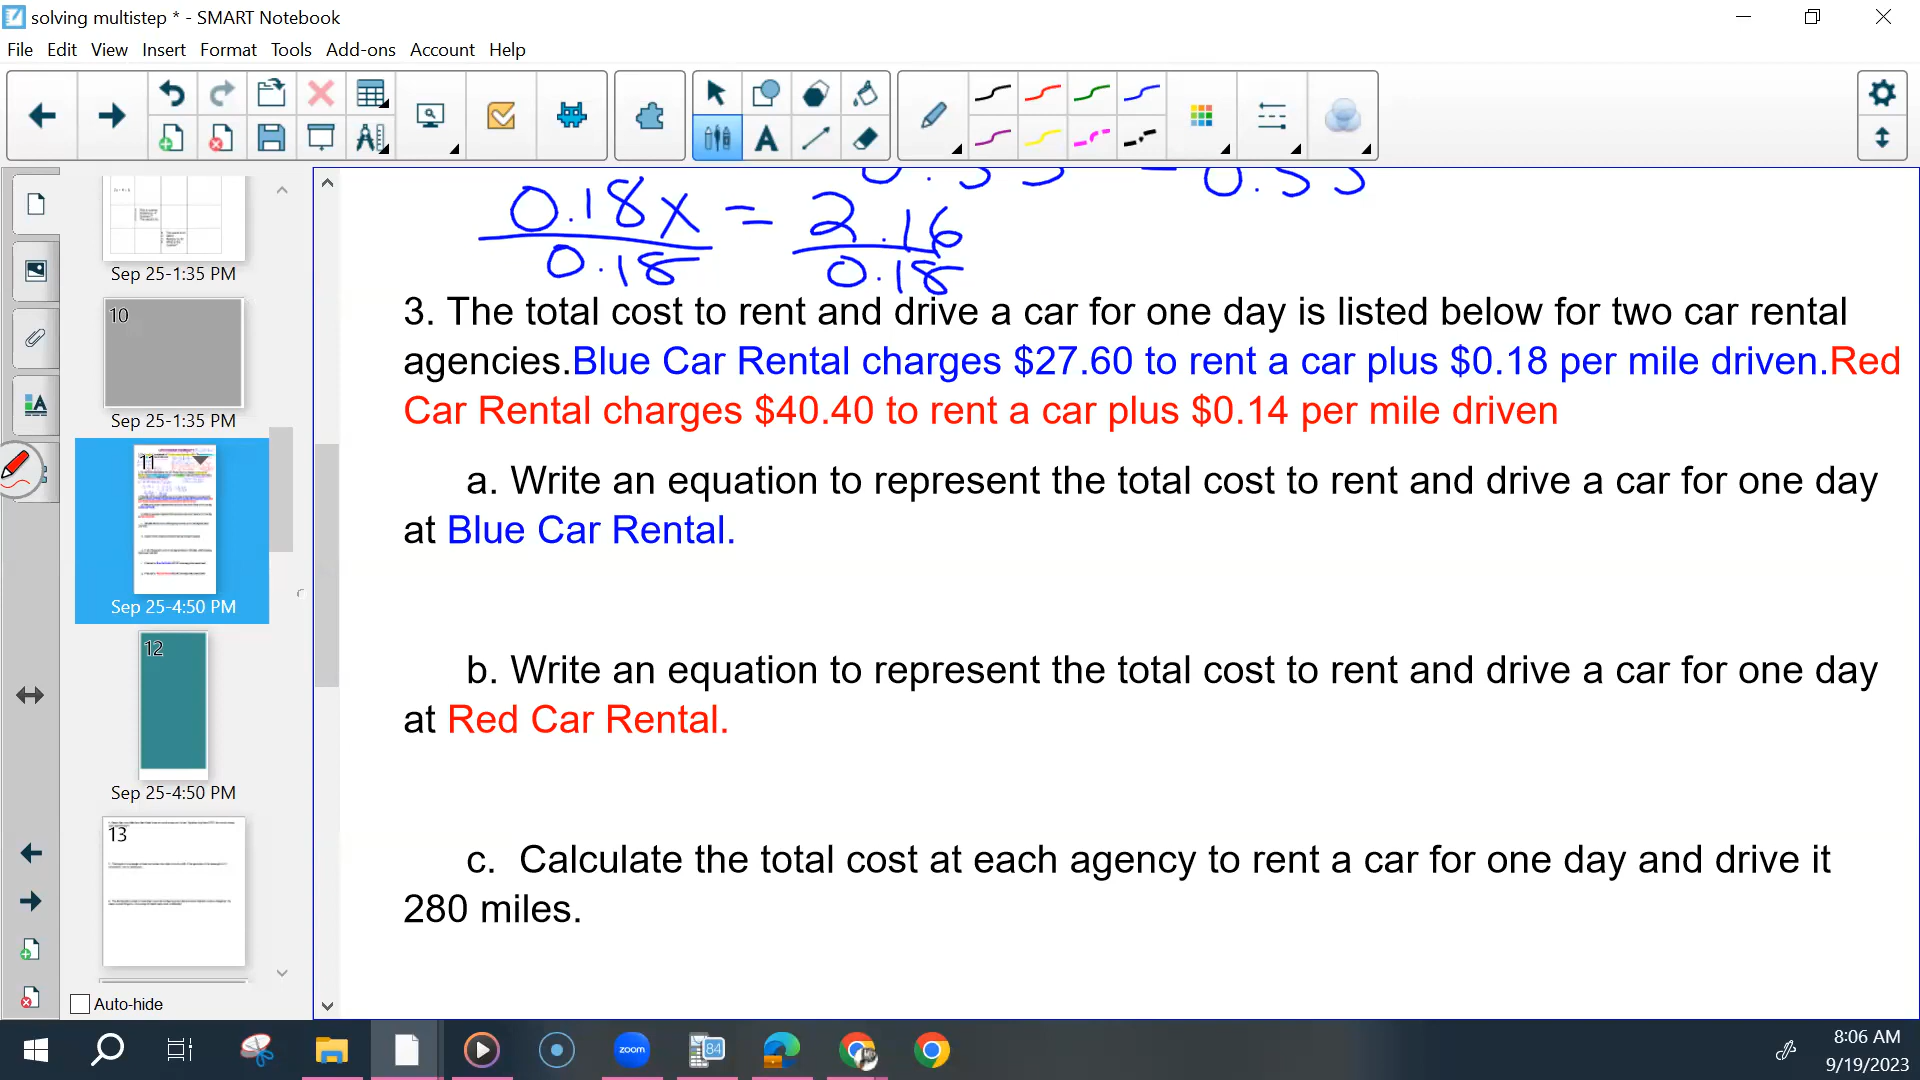 solving multistep * - SMART Notebook
File Edit View Insert Format Tools Add-ons Account Help
0.18x = 2.16
0.18 0.18
3. The total cost to rent and drive a car for one day is listed below for two car rental
agencies.Blue Car Rental charges $27.60 to rent a car plus $0.18 per mile driven.Red
Car Rental charges $40.40 to rent a car plus $0.14 per mile driven
a. Write an equation to represent the total cost to rent and drive a car for one day
at Blue Car Rental.
b. Write an equation to represent the total cost to rent and drive a car for one day
at Red Car Rental.
c. Calculate the total cost at each agency to rent a car for one day and drive it
280 miles.
Sep 25-1:35 PM
10
Sep 25-1:35 PM
11
Sep 25-4:50 PM
12
Sep 25-4:50 PM
13
Auto-hide
zoom
84
8:06 AM
9/19/2023